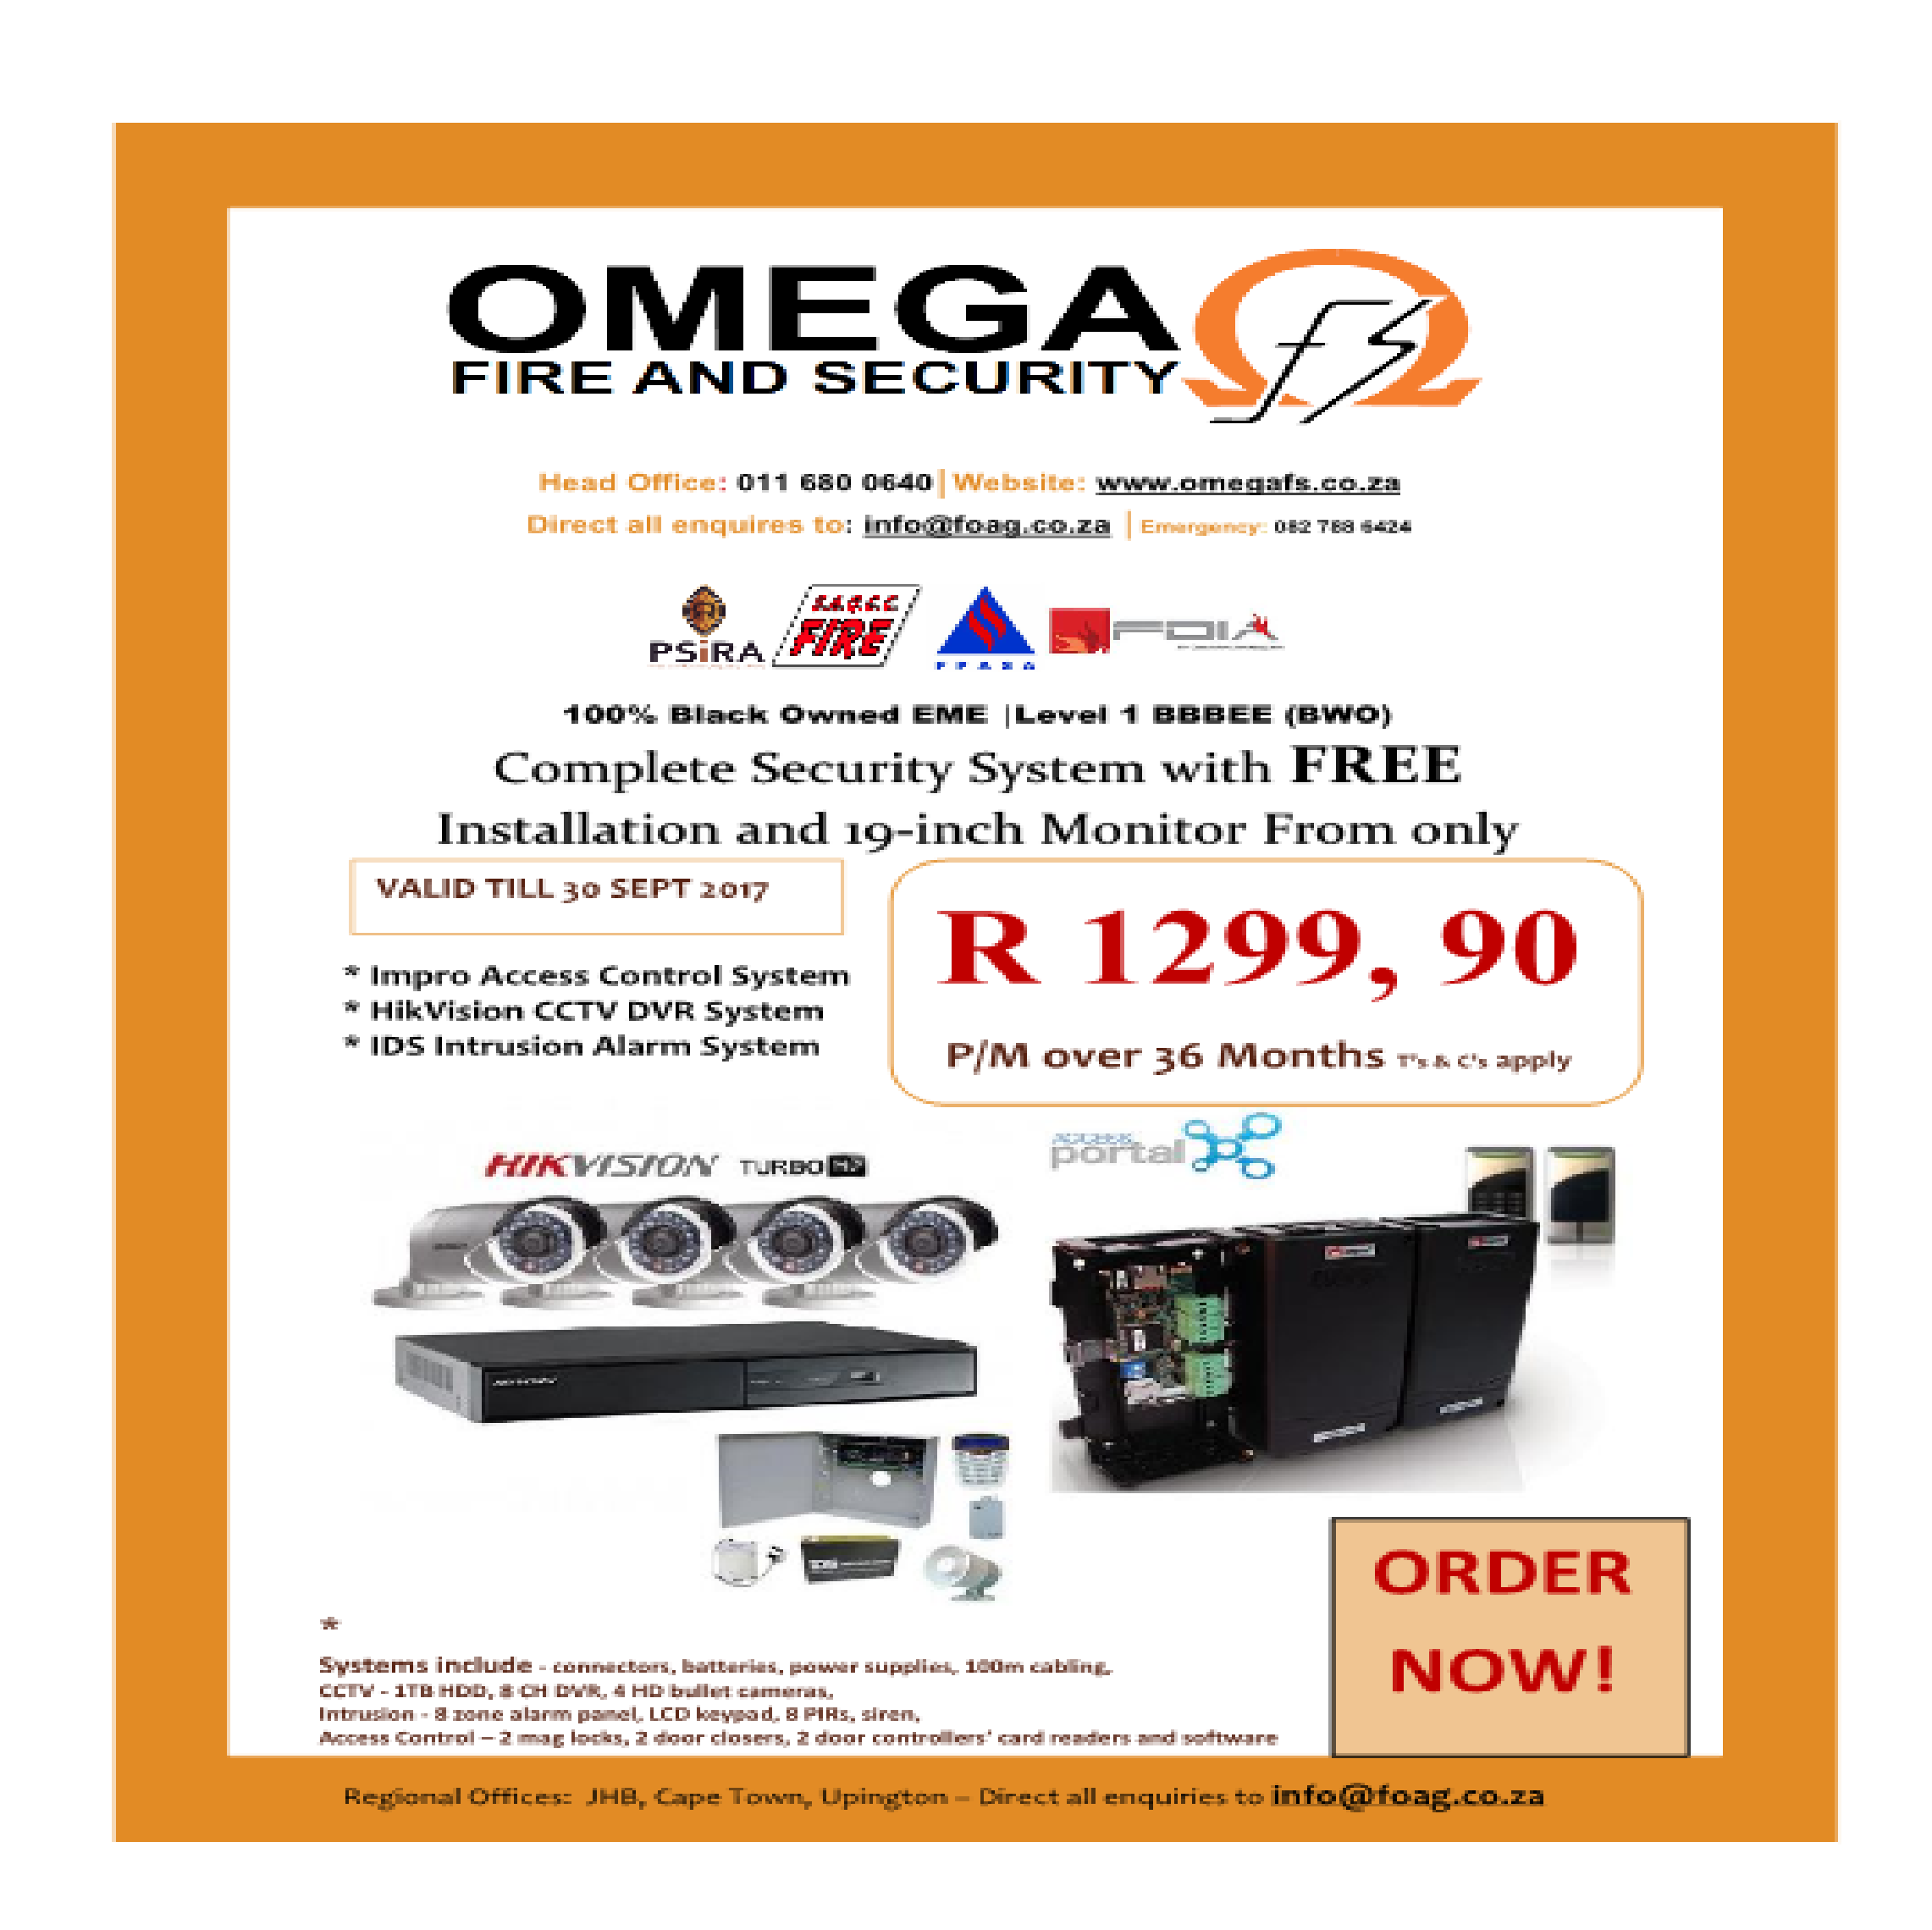 OMEGA
FIRE AND SECURITY
fs
Head Office: 011 680 0640 | Website: www.omegafs.co.za
Direct all enquires to: info@foag.co.za | Emergency: 082 788 6424
PSiRA
S.A.Q.C.C
FIRE
F F A S A
FDIA
100% Black Owned EME |Level 1 BBBEE (BWO)
Complete Security System with FREE
Installation and 19-inch Monitor From only
VALID TILL 30 SEPT 2017
R 1299, 90
P/M over 36 Months T's & C's apply
* Impro Access Control System
* HikVision CCTV DVR System
* IDS Intrusion Alarm System
HIKVISION TURBO HD
access
portal
IDS
*
Systems include - connectors, batteries, power supplies, 100m cabling,
CCTV - 1TB HDD, 8 CH DVR, 4 HD bullet cameras,
Intrusion - 8 zone alarm panel, LCD keypad, 8 PIRs, siren,
Access Control – 2 mag locks, 2 door closers, 2 door controllers' card readers and software
ORDER
NOW!
Regional Offices: JHB, Cape Town, Upington – Direct all enquiries to info@foag.co.za